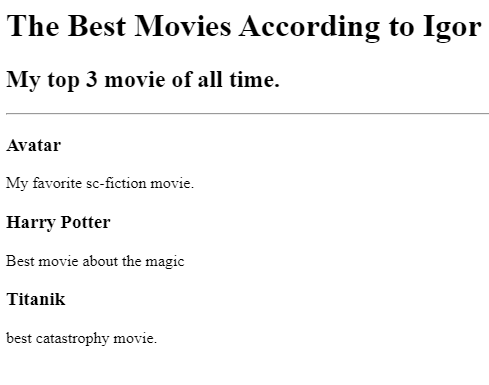 The Best Movies According to Igor
My top 3 movie of all time.
Avatar
My favorite sc-fiction movie.
Harry Potter
Best movie about the magic
Titanik
best catastrophy movie.